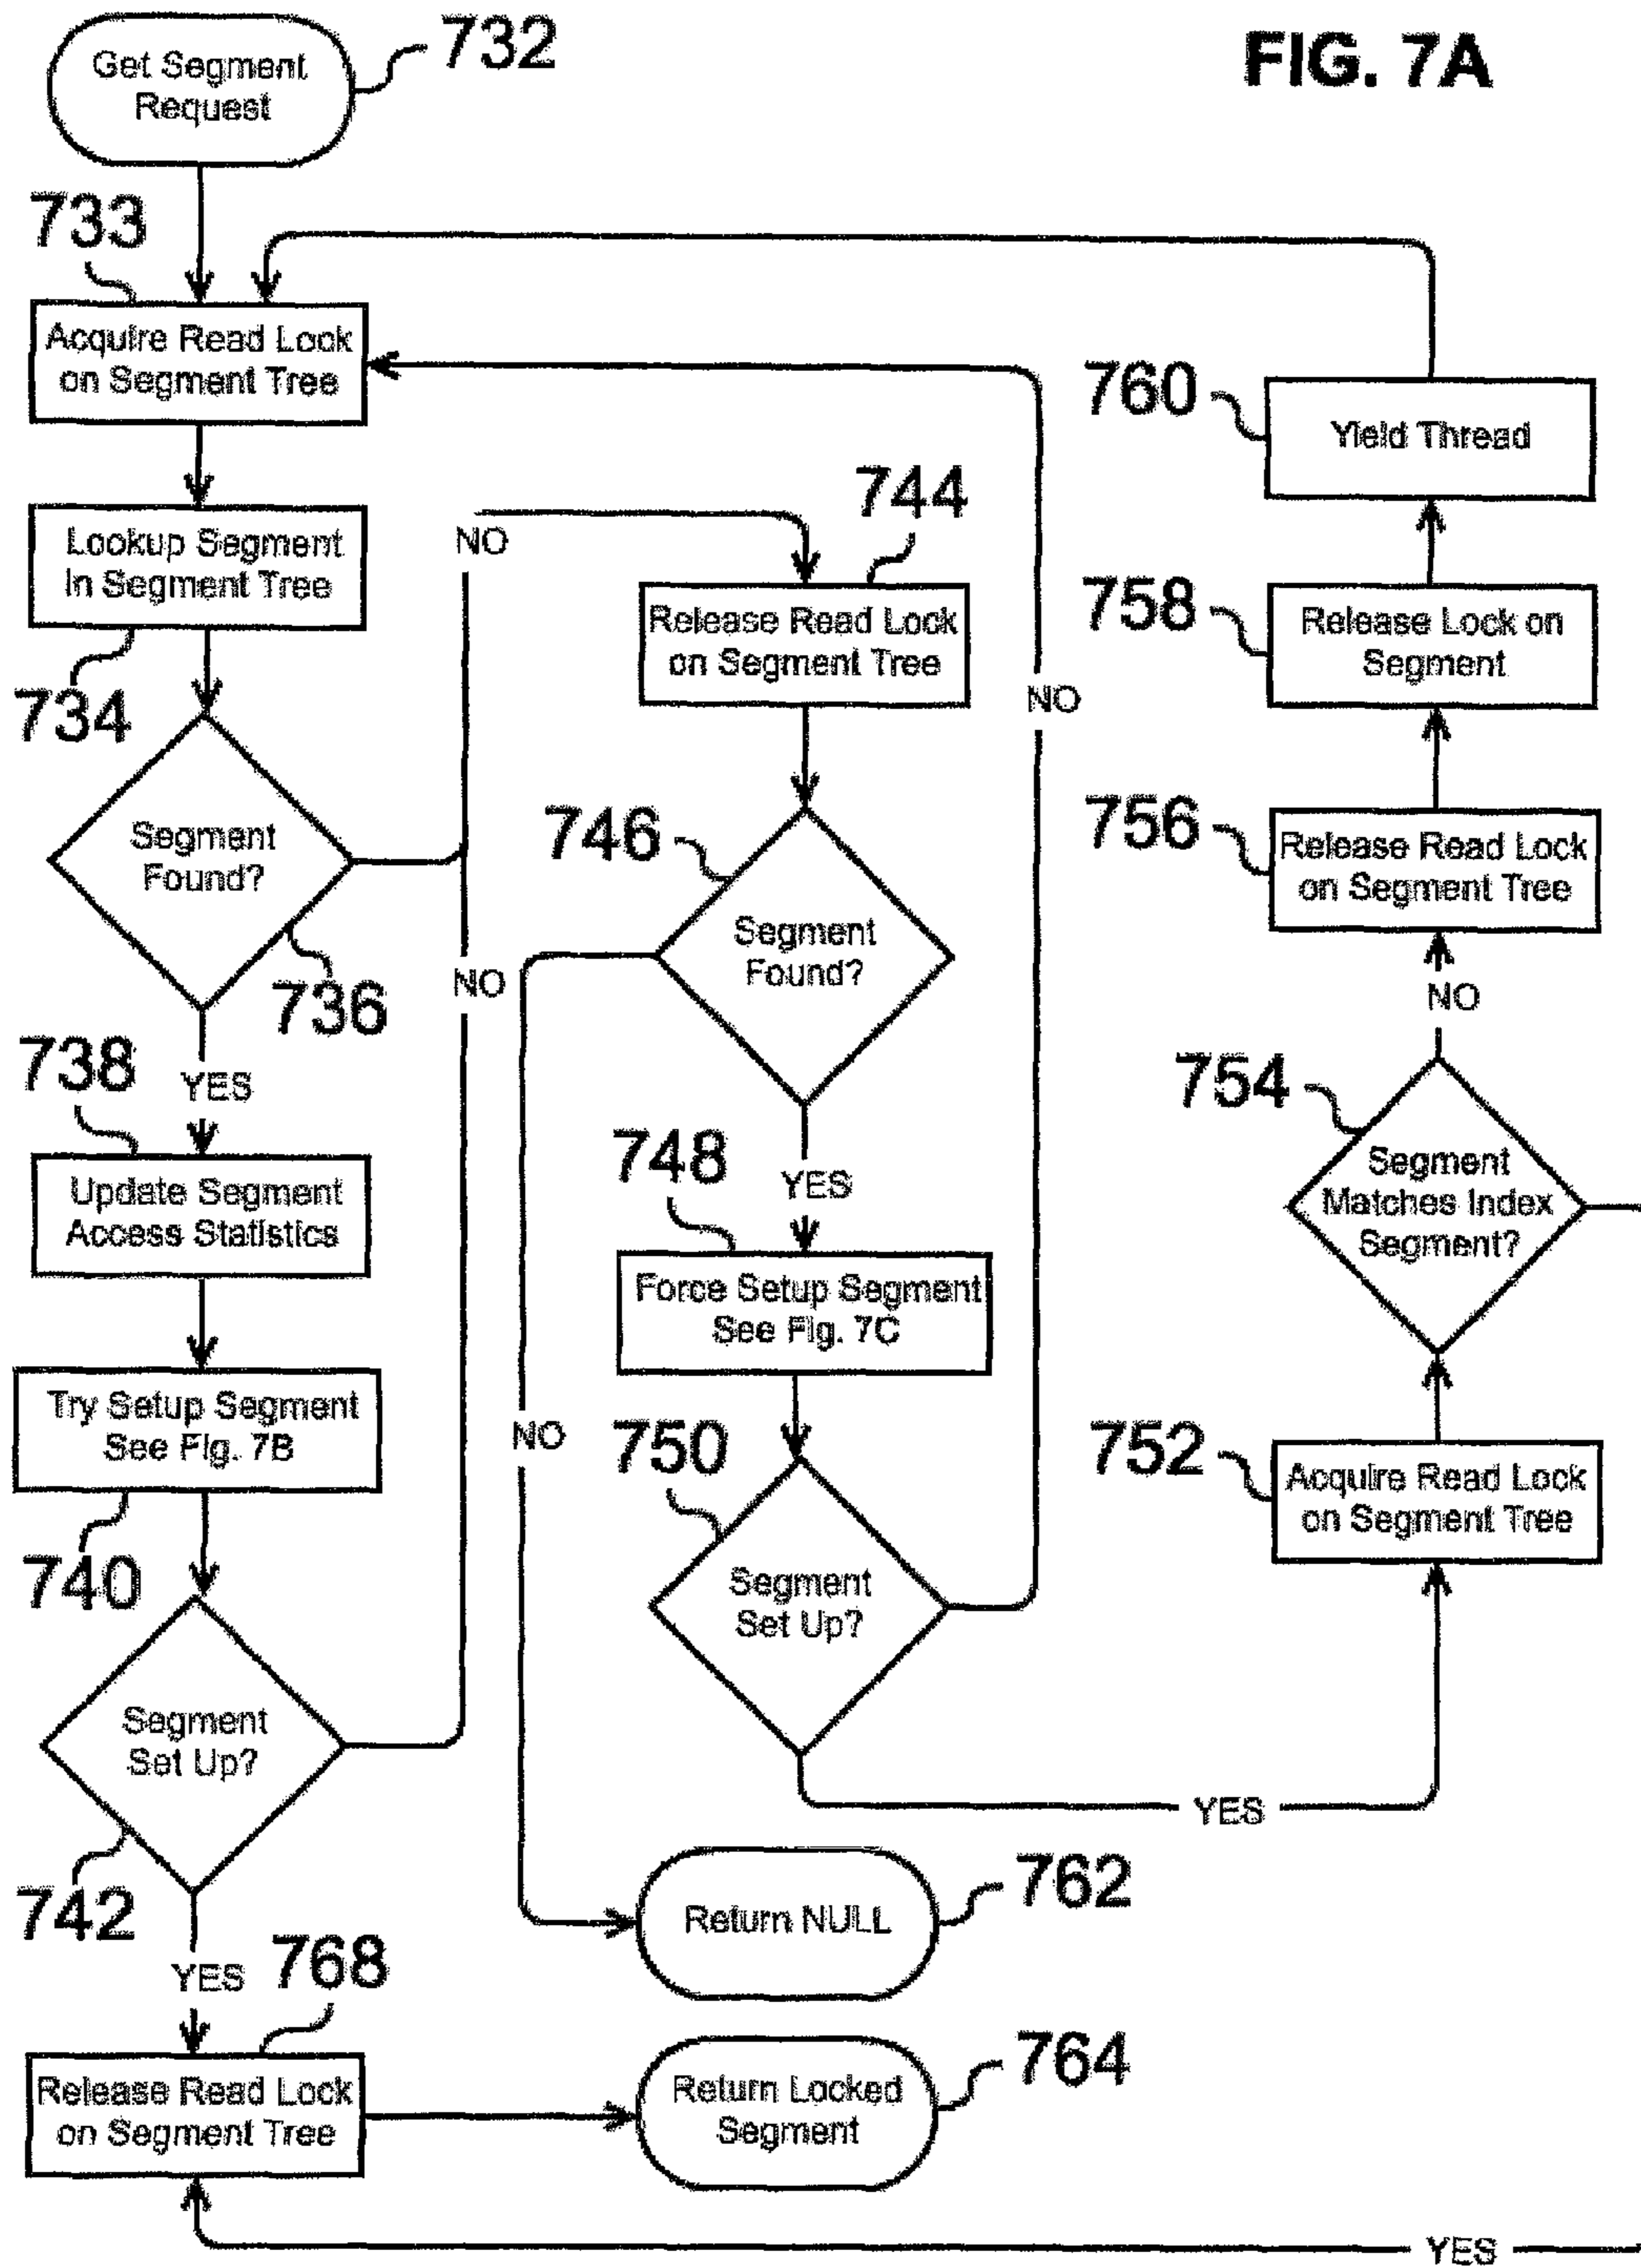 FIG. 7A
Get Segment
Request
732
733
Acquire Read Lock
on Segment Tree
Lookup Segment
in Segment Tree
734
Segment
Found?
736
NO
NO
738
YES
Update Segment
Access Statistics
Try Setup Segment
See Fig. 7B
740
Segment
Set Up?
742
YES
768
Release Read Lock
on Segment Tree
744
Release Read Lock
on Segment Tree
746
Segment
Found?
748
YES
Force Setup Segment
See Fig. 7C
NO
750
Segment
Set Up?
NO
YES
Return NULL
762
Return Locked
Segment
764
760
Yield Thread
758
Release Lock on
Segment
756
Release Read Lock
on Segment Tree
NO
754
Segment
Matches Index
Segment?
752
Acquire Read Lock
on Segment Tree
YES